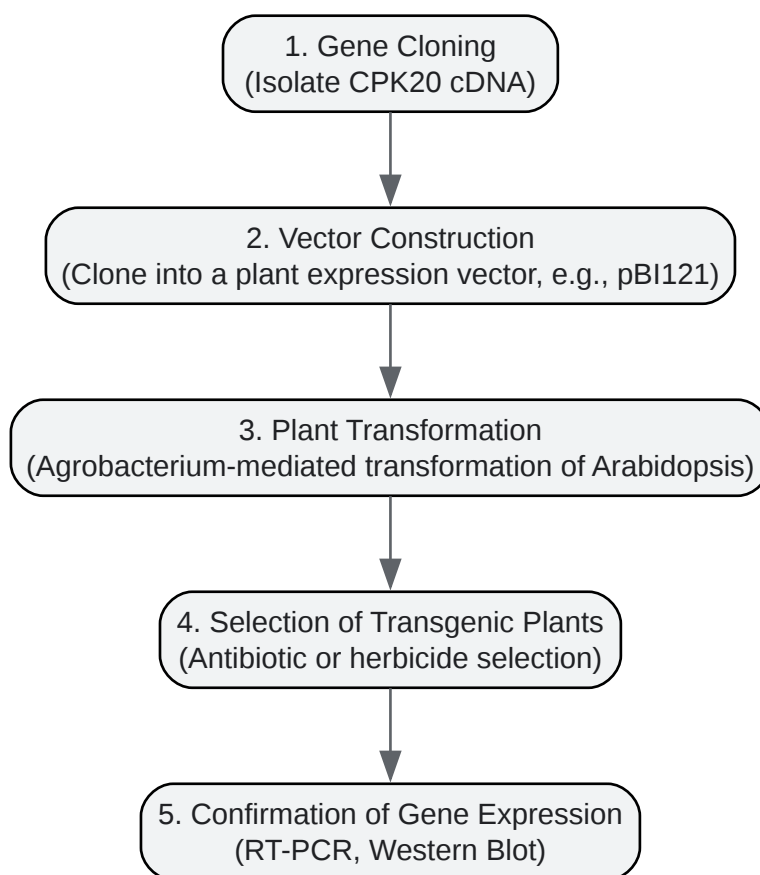 1. Gene Cloning
(Isolate CPK20 cDNA)
2. Vector Construction
(Clone into a plant expression vector, e.g., pBI121)
3. Plant Transformation
(Agrobacterium-mediated transformation of Arabidopsis)
4. Selection of Transgenic Plants
(Antibiotic or herbicide selection)
5. Confirmation of Gene Expression
(RT-PCR, Western Blot)